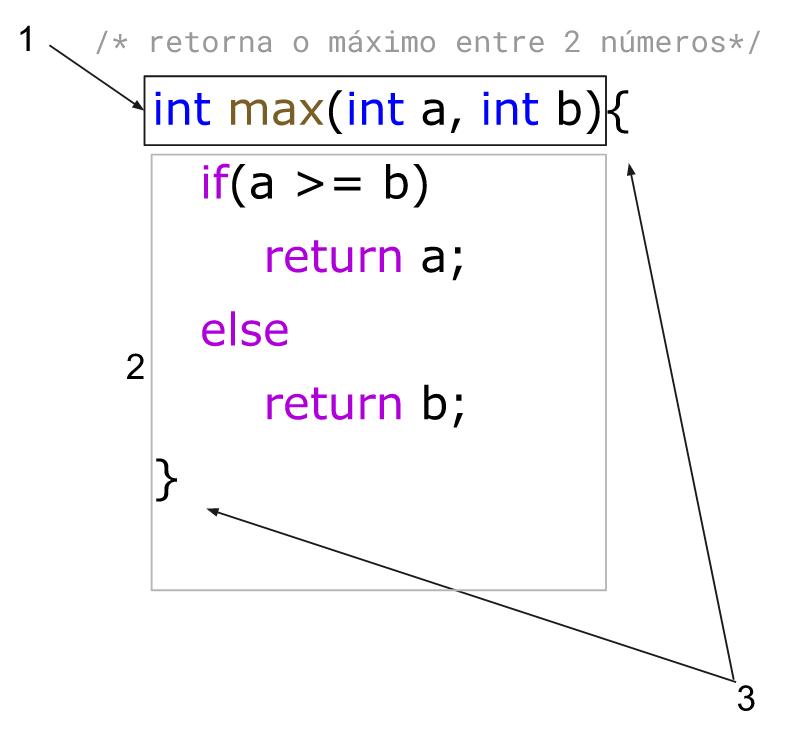 1 /* retorna o máximo entre 2 números*/
int max(int a, int b){
if(a >= b)
return a;
else
2
return b;
}
3